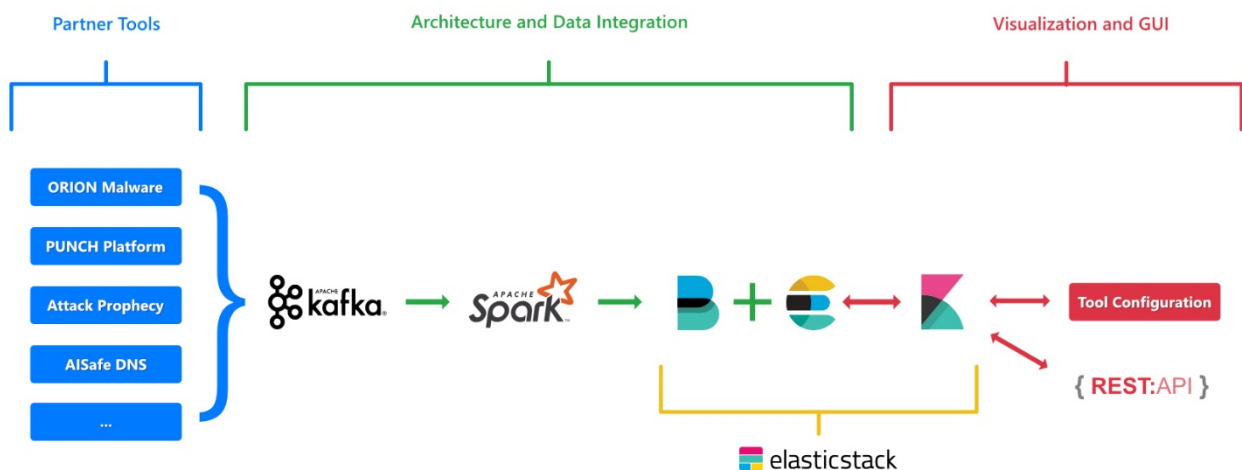 Partner Tools
Architecture and Data Integration
Visualization and GUI
ORION Malware
PUNCH Platform
Attack Prophecy
AISafe DNS
...
APACHE
kafka®
APACHE
Spark™
Tool Configuration
{ REST:API }
elasticstack